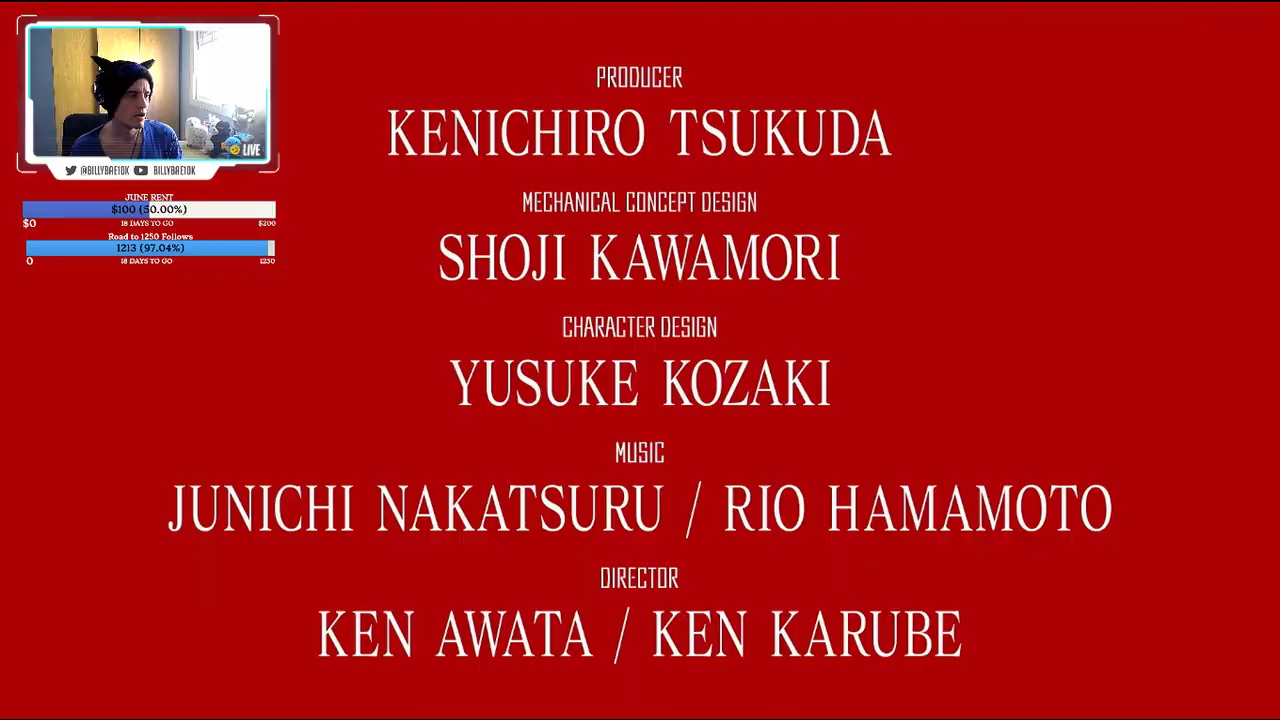 LIVE
@BILLYBAE10K BILLYBAE10K
JUNE RENT
$100 (50.00%)
$0 18 DAYS TO GO $200
Road to 1250 Follows
1213 (97.04%)
0 18 DAYS TO GO 1250
PRODUCER
KENICHIRO TSUKUDA
MECHANICAL CONCEPT DESIGN
SHOJI KAWAMORI
CHARACTER DESIGN
YUSUKE KOZAKI
MUSIC
JUNICHI NAKATSURU / RIO HAMAMOTO
DIRECTOR
KEN AWATA / KEN KARUBE